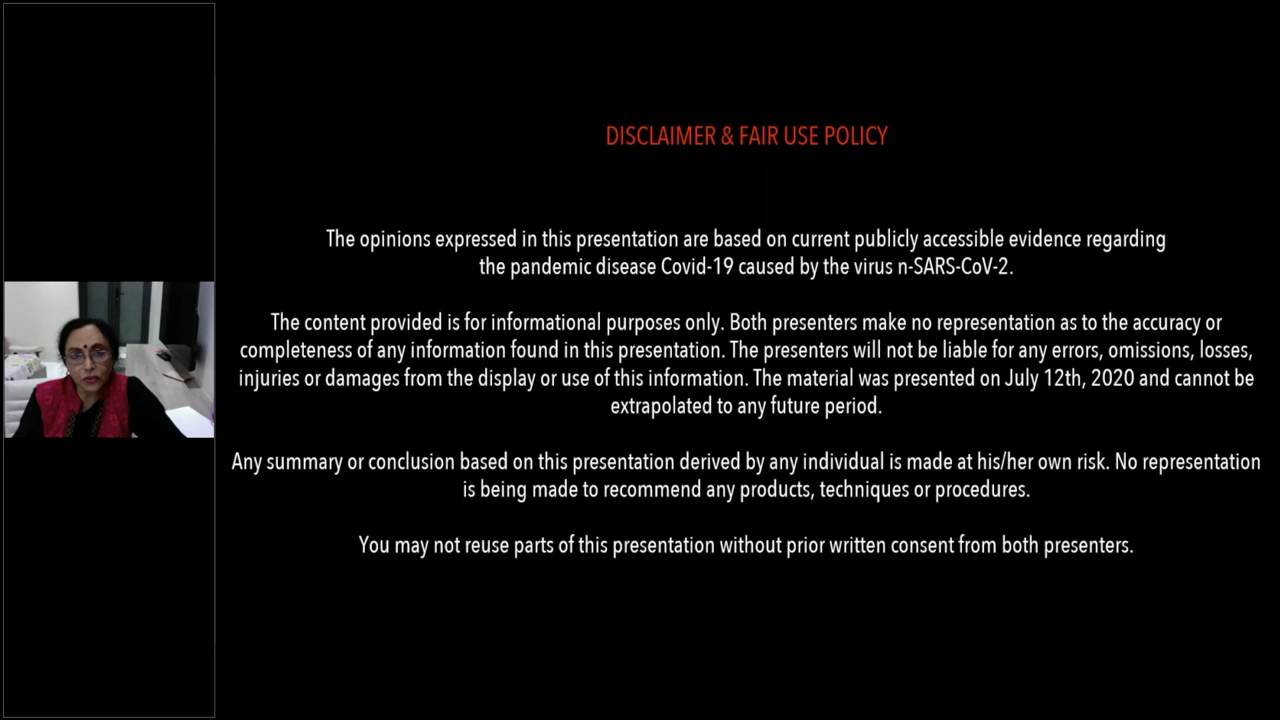 DISCLAIMER & FAIR USE POLICY
The opinions expressed in this presentation are based on current publicly accessible evidence regarding
the pandemic disease Covid-19 caused by the virus n-SARS-CoV-2.
The content provided is for informational purposes only. Both presenters make no representation as to the accuracy or
completeness of any information found in this presentation. The presenters will not be liable for any errors, omissions, losses,
injuries or damages from the display or use of this information. The material was presented on July 12th, 2020 and cannot be
extrapolated to any future period.
Any summary or conclusion based on this presentation derived by any individual is made at his/her own risk. No representation
is being made to recommend any products, techniques or procedures.
You may not reuse parts of this presentation without prior written consent from both presenters.